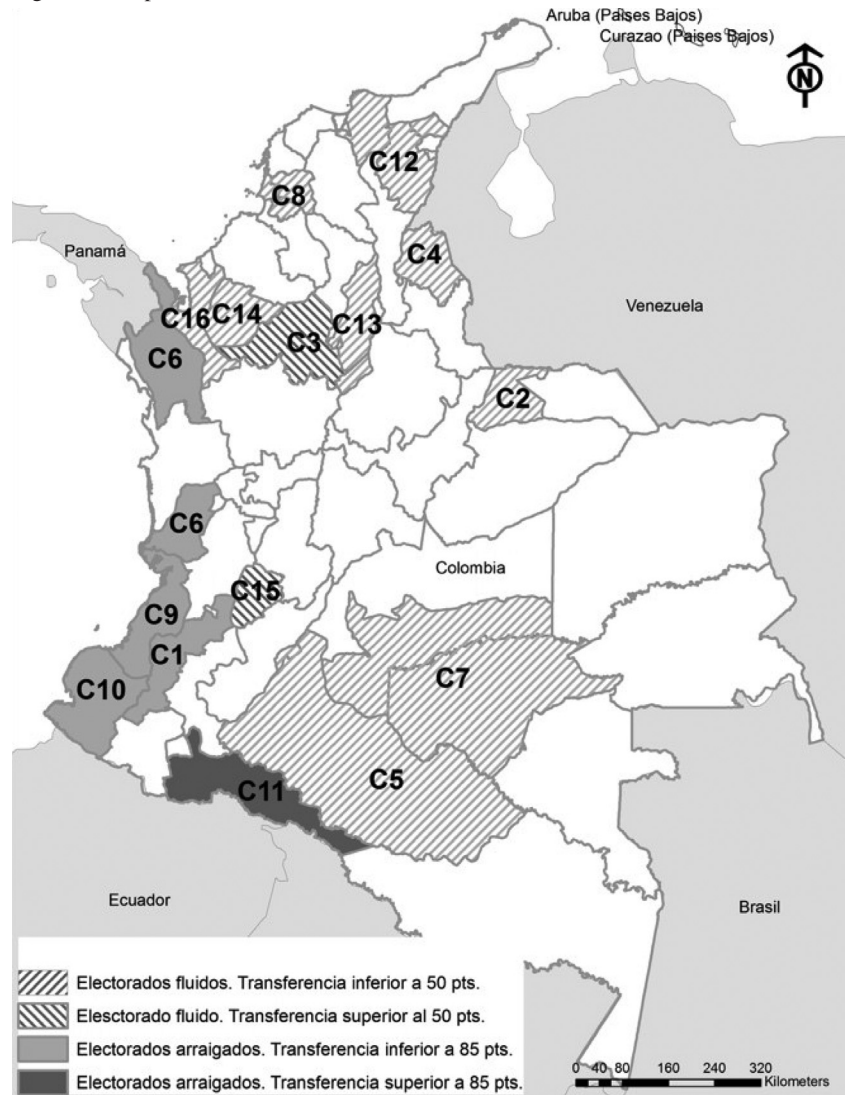 Aruba (Paises Bajos)
Curazao (Paises Bajos)
N
C12
C8
Panamá
C4
Venezuela
C16
C14
C13
C3
C6
C2
C6
Colombia
C15
C9
C1
C7
C10
C5
C11
Ecuador
Brasil
Electorados fluidos. Transferencia inferior a 50 pts.
Elesctorado fluido. Transferencia superior al 50 pts.
Electorados arraigados. Transferencia inferior a 85 pts.
Electorados arraigados. Transferencia superior a 85 pts.
0 40 80 160 240 320
Kilometers